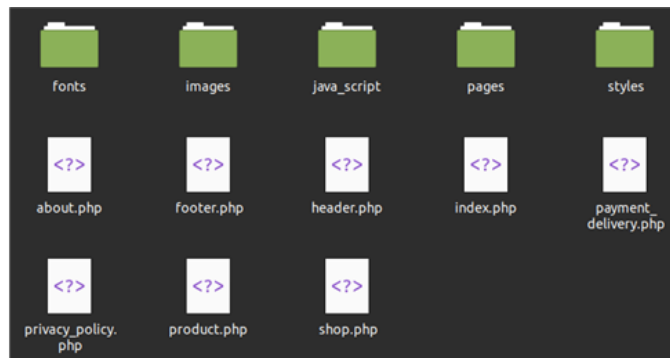 fonts
images
java_script
pages
styles
<?>
<?>
<?>
<?>
<?>
about.php
footer.php
header.php
index.php
payment_
delivery.php
<?>
<?>
<?>
privacy_policy.
php
product.php
shop.php